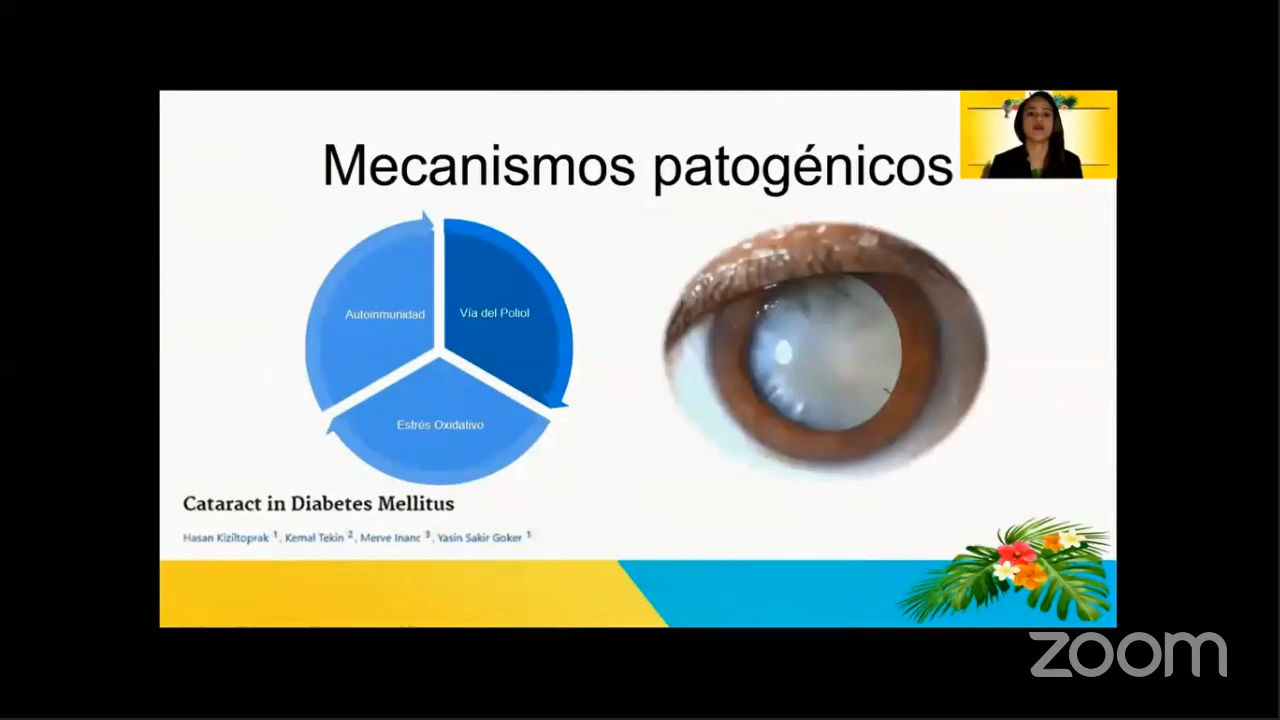 Mecanismos patogénicos
Autoinmunidad
Vía del Poliol
Estrés Oxidativo
Cataract in Diabetes Mellitus
Hasan Kiziltoprak 1, Kemal Tekin 2, Merve Inanc 3, Yasin Sakir Goker 1
zoom